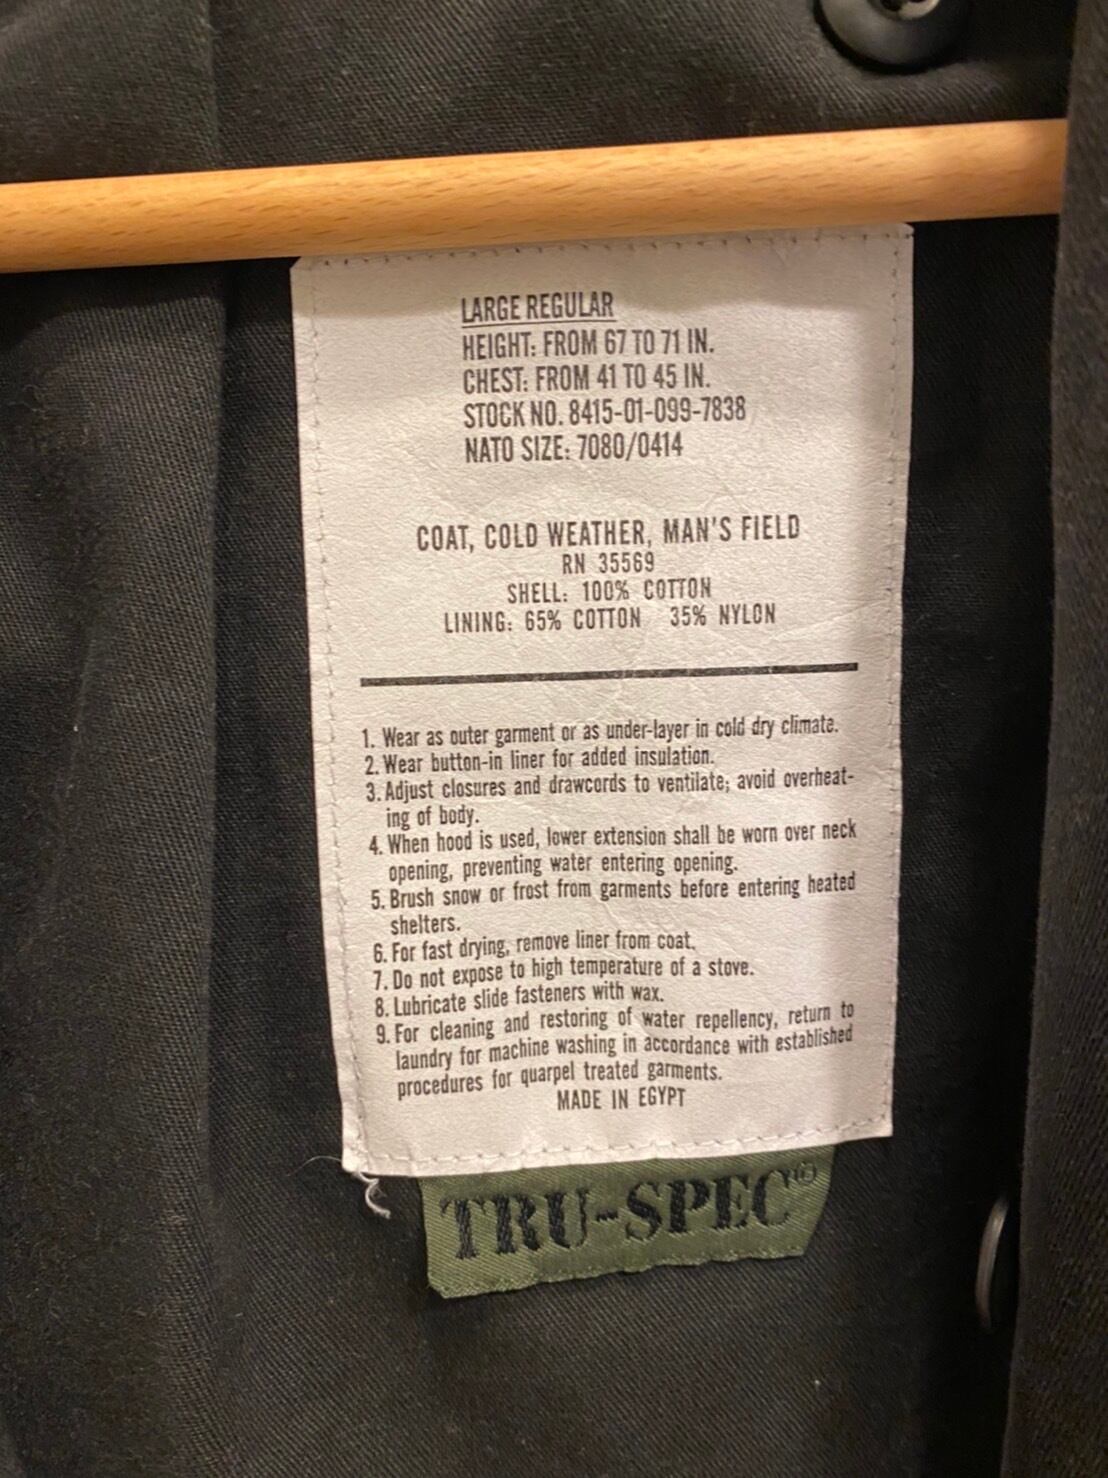 LARGE REGULAR
HEIGHT: FROM 67 TO 71 IN.
CHEST: FROM 41 TO 45 IN.
STOCK NO. 8415-01-099-7838
NATO SIZE: 7080/0414
COAT, COLD WEATHER, MAN'S FIELD
RN 35569
SHELL: 100% COTTON
LINING: 65% COTTON 35% NYLON
1. Wear as outer garment or as under-layer in cold dry climate.
2. Wear button-in liner for added insulation.
3. Adjust closures and drawcords to ventilate; avoid overheat-
ing of body.
4. When hood is used, lower extension shall be worn over neck
opening, preventing water entering opening.
5. Brush snow or frost from garments before entering heated
shelters.
6. For fast drying, remove liner from coat.
7. Do not expose to high temperature of a stove.
8. Lubricate slide fasteners with wax.
9. For cleaning and restoring of water repellency, return to
laundry for machine washing in accordance with established
procedures for quarpel treated garments.
MADE IN EGYPT
TRU-SPEC®